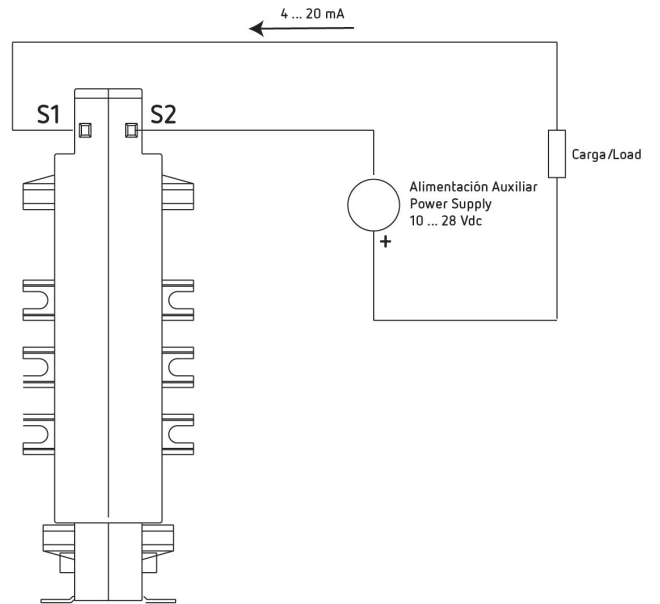 4 ... 20 mA
S1
S2
Carga/Load
Alimentación Auxiliar
Power Supply
10 ... 28 Vdc
+